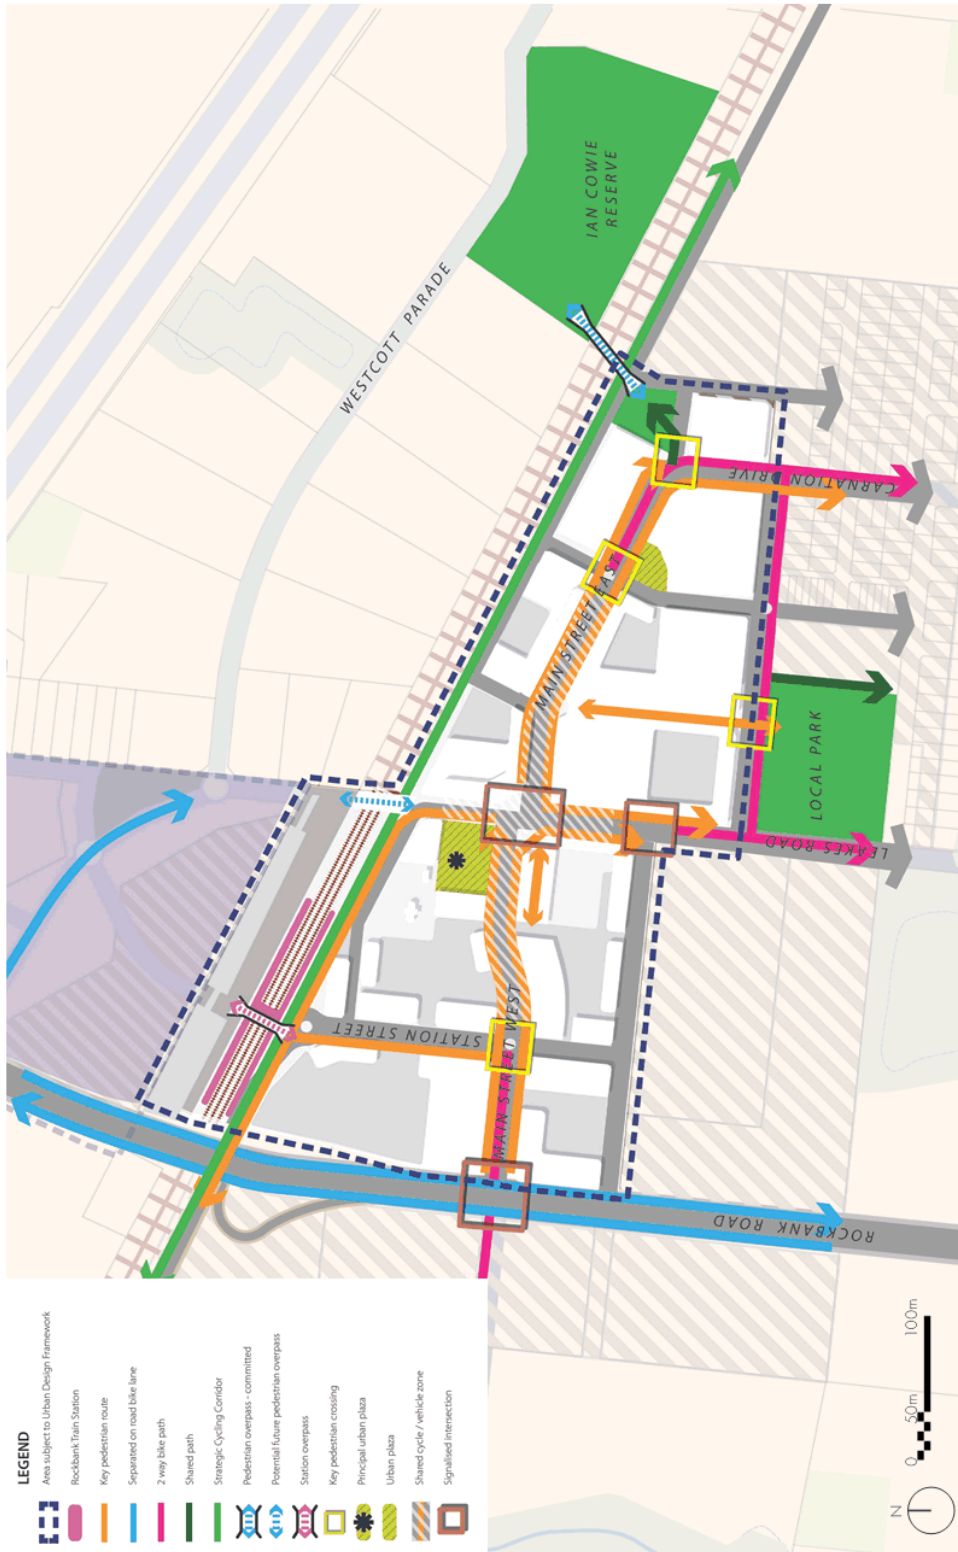 LEGEND
Area subject to Urban Design Framework
Rockbank Train Station
Key pedestrian route
Separated on road bike lane
2 way bike path
Shared path
Strategic Cycling Corridor
Pedestrian overpass - committed
Potential future pedestrian overpass
Station overpass
Key pedestrian crossing
Principal urban plaza
Urban plaza
Shared cycle / vehicle zone
Signalised intersection
WESTCOTT PARADE
IAN COWIE
RESERVE
STATION STREET
MAIN STREET WEST
MAIN STREET EAST
CARNATION DRIVE
LOCAL PARK
LEAKES ROAD
ROCKBANK ROAD
N
0 50m 100m